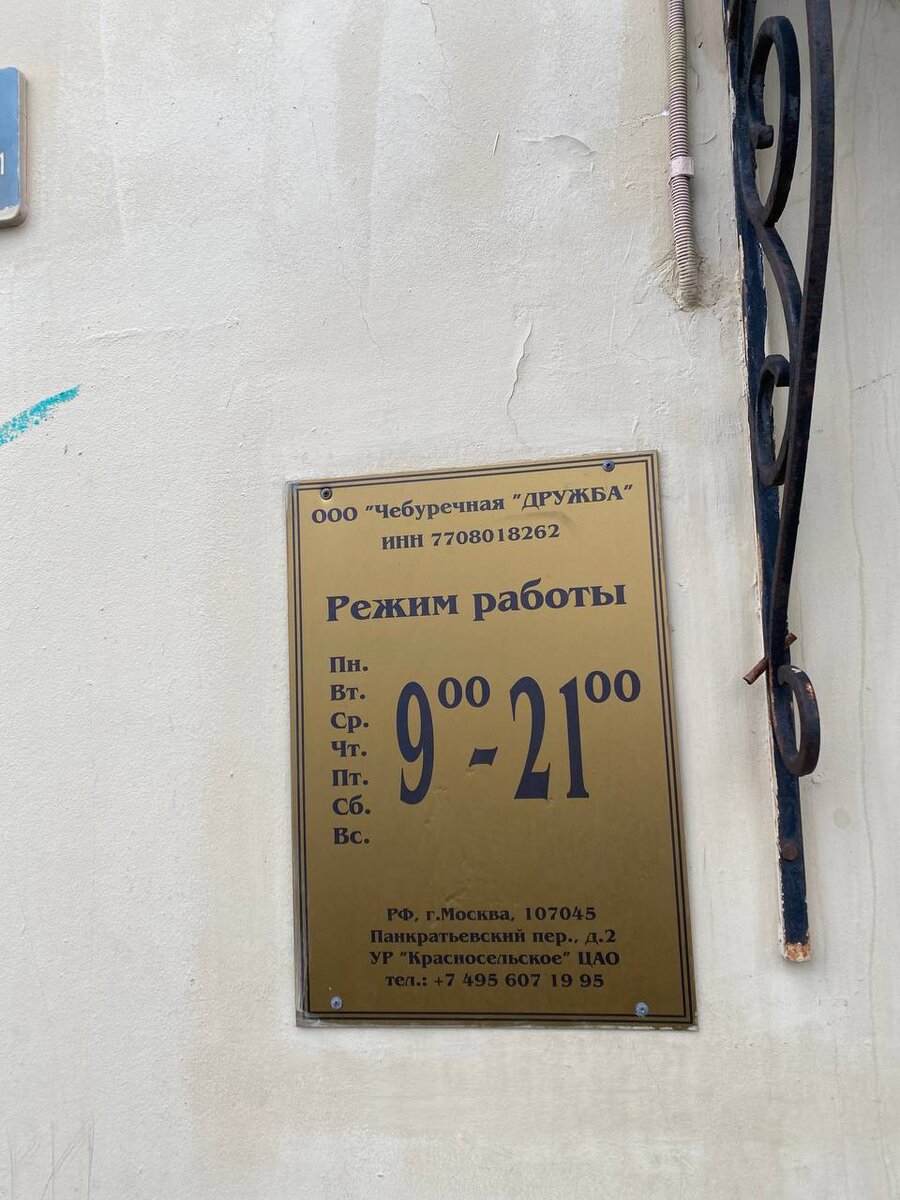 1
ООО "Чебуречная "ДРУЖБА"
ИНН 7708018262
Режим работы
Пн.
Вт.
Ср.
Чт.
Пт.
Сб.
Вс.
9⁰⁰ - 21⁰⁰
РФ, г.Москва, 107045
Панкратьевский пер., д.2
УР "Красносельское" ЦАО
тел.: +7 495 607 19 95